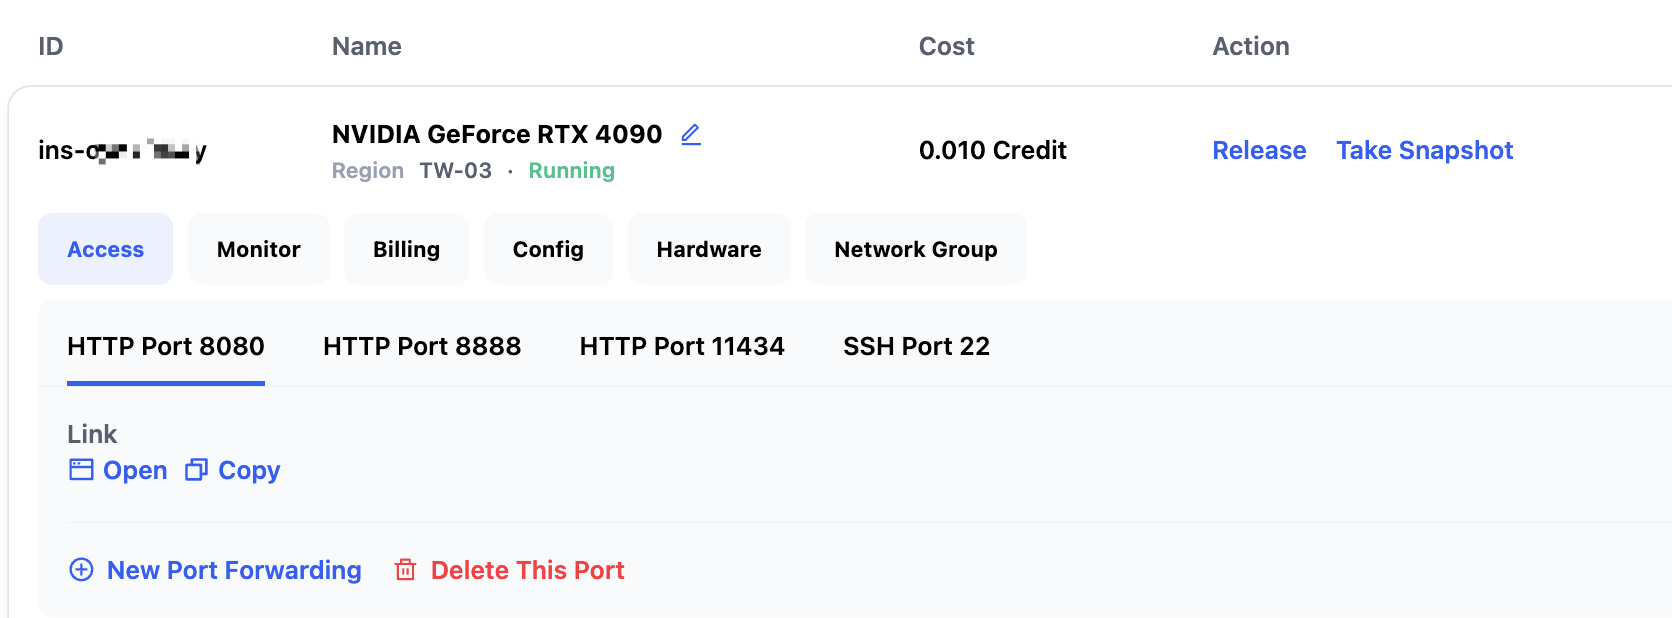 ID Name Cost Action
NVIDIA GeForce RTX 4090
ins- 0.010 Credit Release Take Snapshot
Region TW-03 · Running
Access Monitor Billing Config Hardware Network Group
HTTP Port 8080 HTTP Port 8888 HTTP Port 11434 SSH Port 22
Link
Open Copy
New Port Forwarding Delete This Port